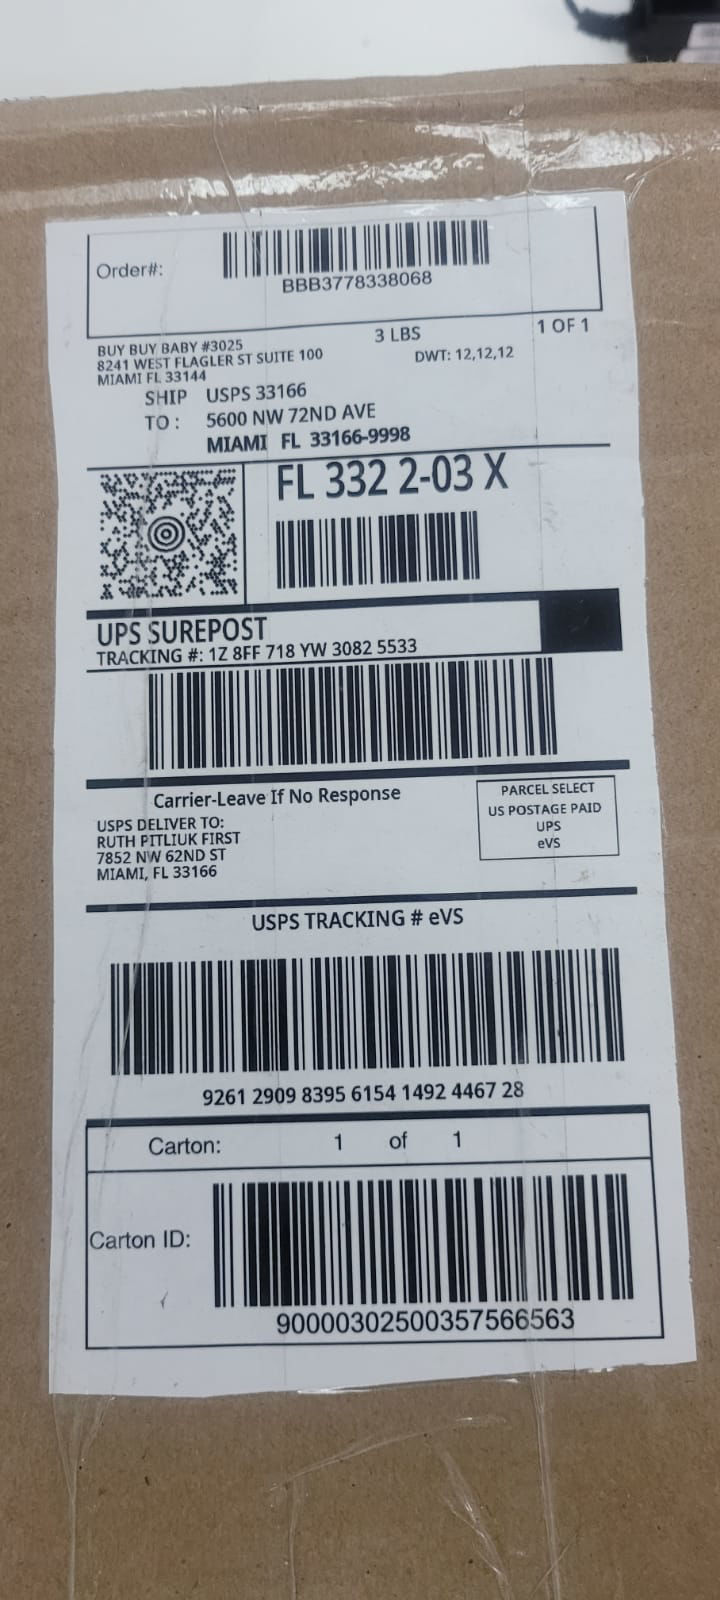 Order#:
BBB3778338068
BUY BUY BABY #3025
8241 WEST FLAGLER ST SUITE 100
MIAMI FL 33144
3 LBS
1 OF 1
DWT: 12,12,12
SHIP USPS 33166
TO : 5600 NW 72ND AVE
MIAMI FL 33166-9998
FL 332 2-03 X
UPS SUREPOST
TRACKING #: 1Z 8FF 718 YW 3082 5533
Carrier-Leave If No Response
USPS DELIVER TO:
RUTH PITLIUK FIRST
7852 NW 62ND ST
MIAMI, FL 33166
PARCEL SELECT
US POSTAGE PAID
UPS
eVS
USPS TRACKING # eVS
9261 2909 8395 6154 1492 4467 28
Carton: 1 of 1
Carton ID:
90000302500357566563